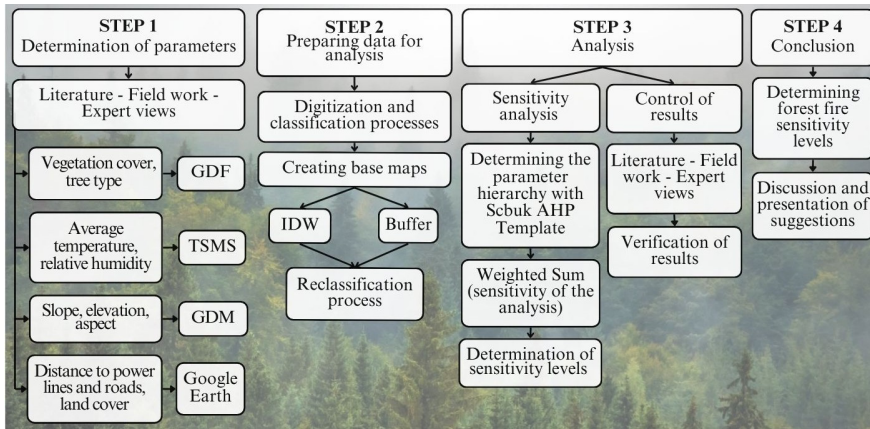 STEP 1
Determination of parameters
Literature - Field work -
Expert views
Vegetation cover,
tree type
GDF
Average
temperature,
relative humidity
TSMS
Slope, elevation,
aspect
GDM
Distance to power
lines and roads,
land cover
Google
Earth
STEP 2
Preparing data for
analysis
Digitization and
classification processes
Creating base maps
IDW
Buffer
Reclassification
process
STEP 3
Analysis
Sensitivity
analysis
Determining the
parameter
hierarchy with
Scbuk AHP
Template
Weighted Sum
(sensitivity of the
analysis)
Determination of
sensitivity levels
Control of
results
Literature - Field
work - Expert
views
Verification of
results
STEP 4
Conclusion
Determining
forest fire
sensitivity
levels
Discussion and
presentation of
suggestions